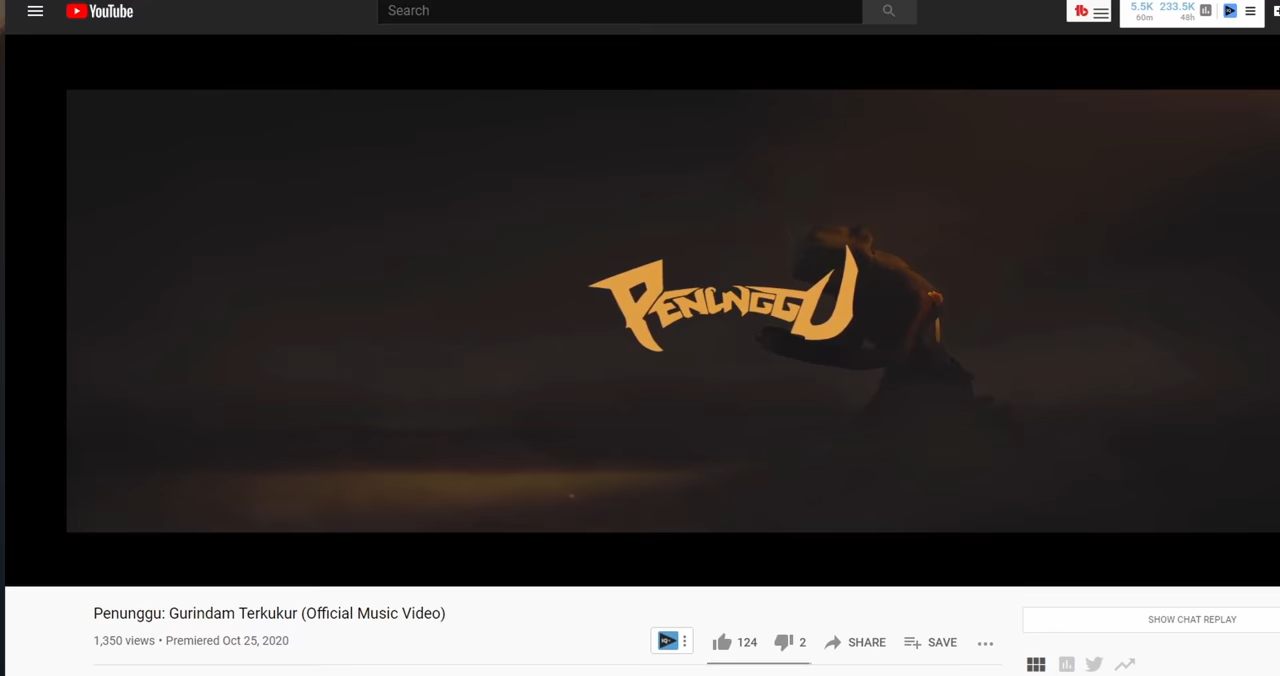 YouTube
Search
tb
5.5K 233.5K
60m 48h
PENUNGGU
Penunggu: Gurindam Terkukur (Official Music Video)
1,350 views • Premiered Oct 25, 2020
124
2
SHARE
SAVE
SHOW CHAT REPLAY